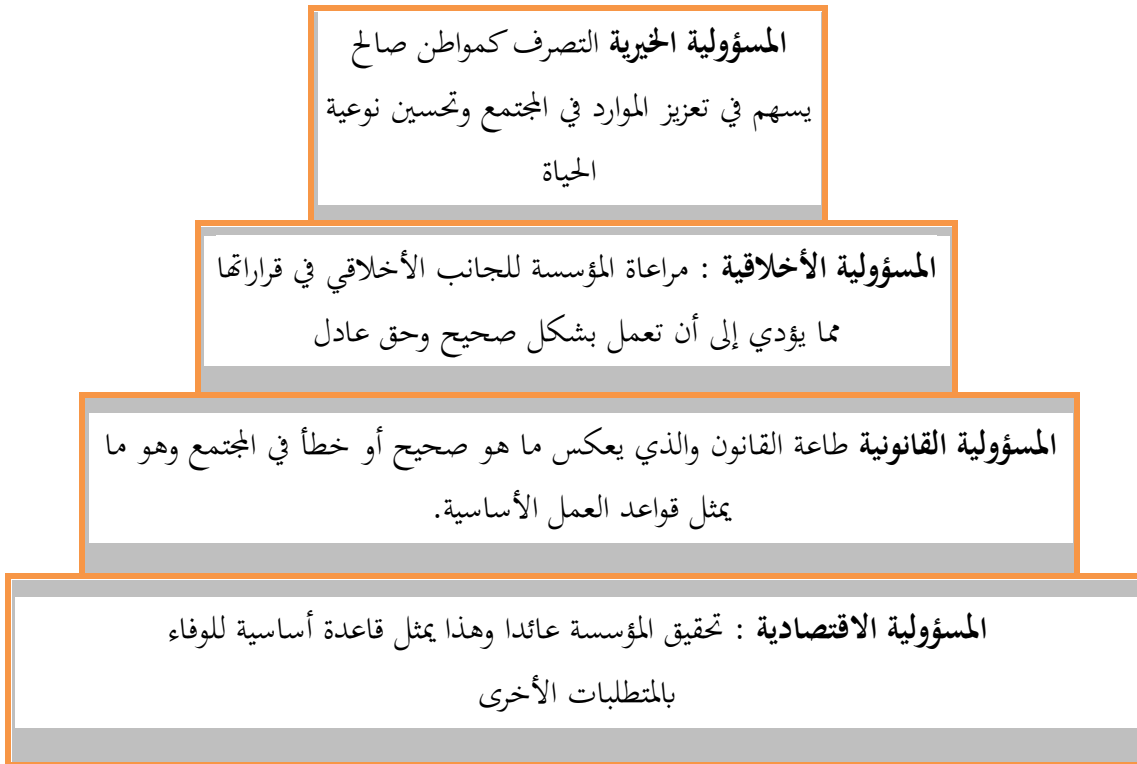 المسؤولية الخيرية التصرف كمواطن صالح
يسهم في تعزيز الموارد في المجتمع وتحسين نوعية
الحياة
المسؤولية الأخلاقية : مراعاة المؤسسة للجانب الأخلاقي في قراراتها
مما يؤدي إلى أن تعمل بشكل صحيح وحق عادل
المسؤولية القانونية طاعة القانون والذي يعكس ما هو صحيح أو خطأ في المجتمع وهو ما
يمثل قواعد العمل الأساسية.
المسؤولية الاقتصادية : تحقيق المؤسسة عائدا وهذا يمثل قاعدة أساسية للوفاء
بالمتطلبات الأخرى